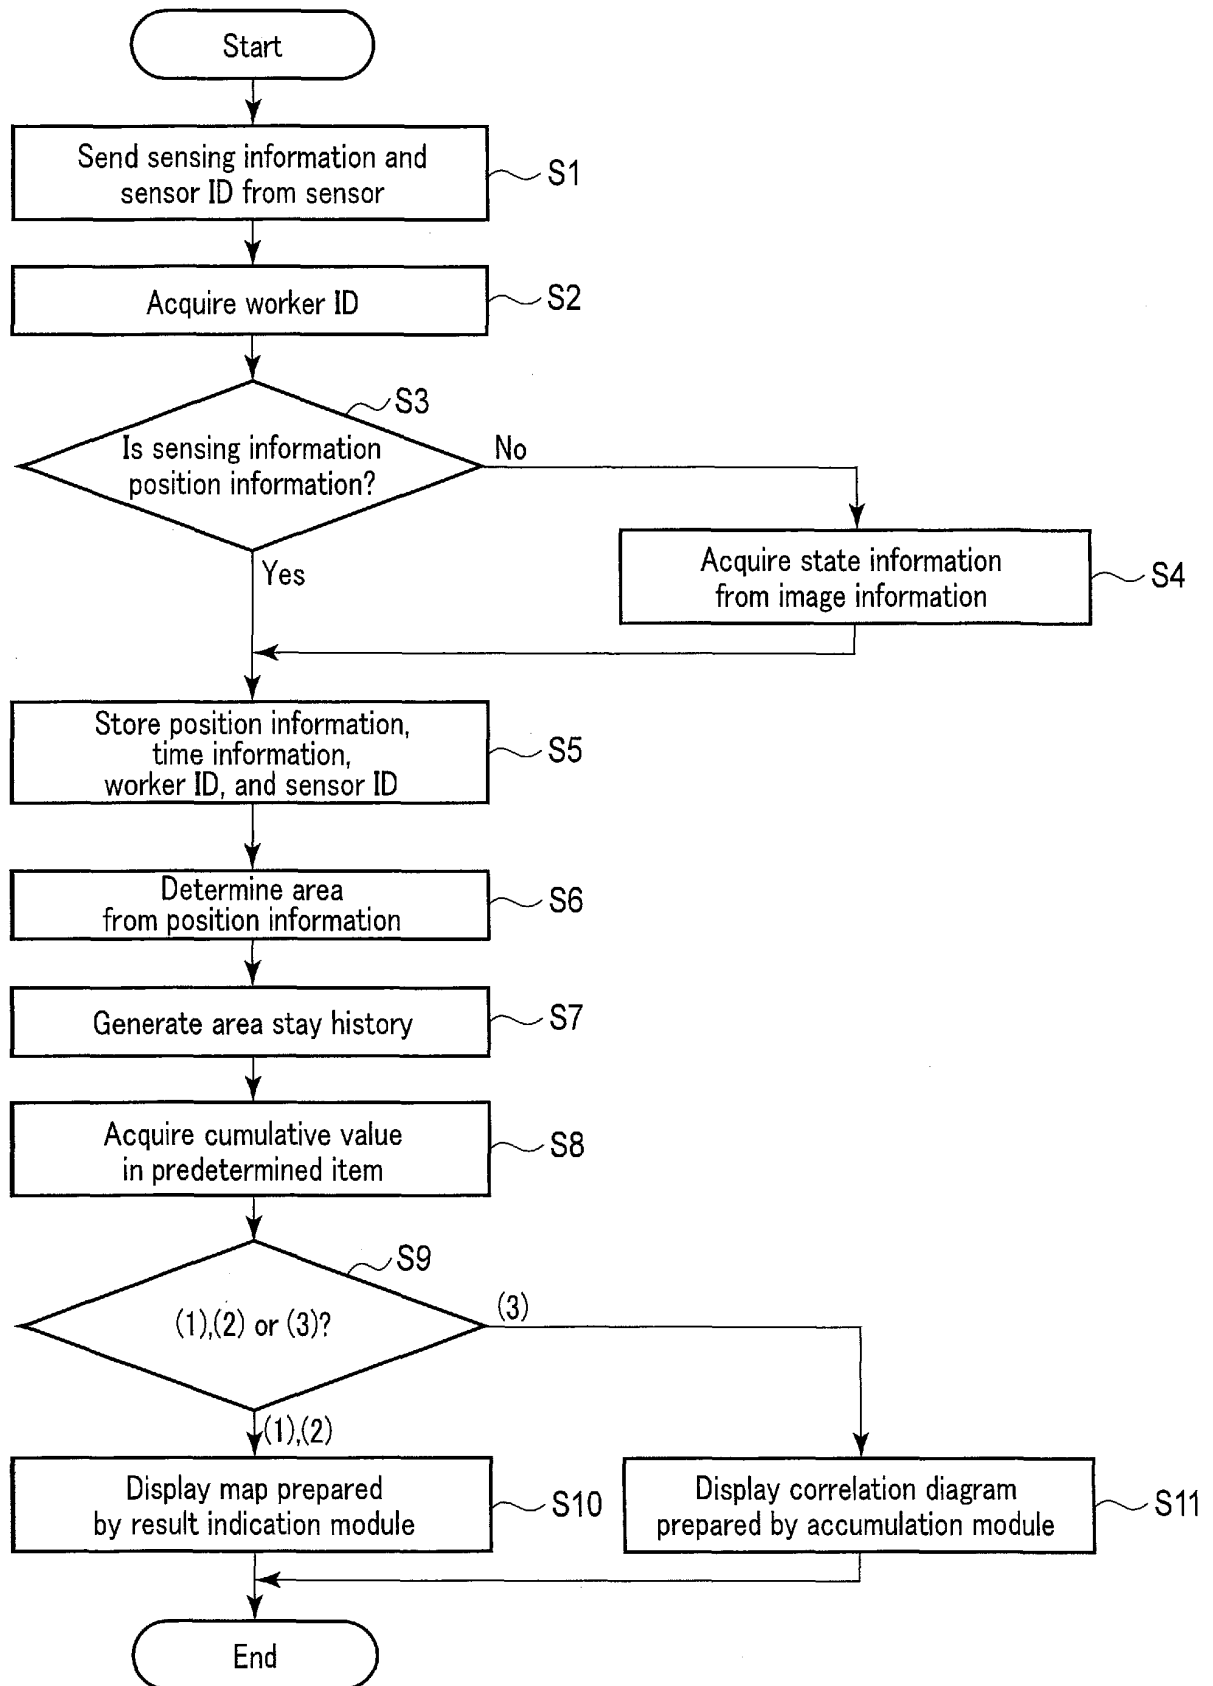 Start
Send sensing information and
sensor ID from sensor
S1
Acquire worker ID
S2
S3
Is sensing information
position information?
No
Yes
Acquire state information
from image information
S4
Store position information,
time information,
worker ID, and sensor ID
S5
Determine area
from position information
S6
Generate area stay history
S7
Acquire cumulative value
in predetermined item
S8
S9
(1),(2) or (3)?
(3)
(1),(2)
Display map prepared
by result indication module
S10
Display correlation diagram
prepared by accumulation module
S11
End